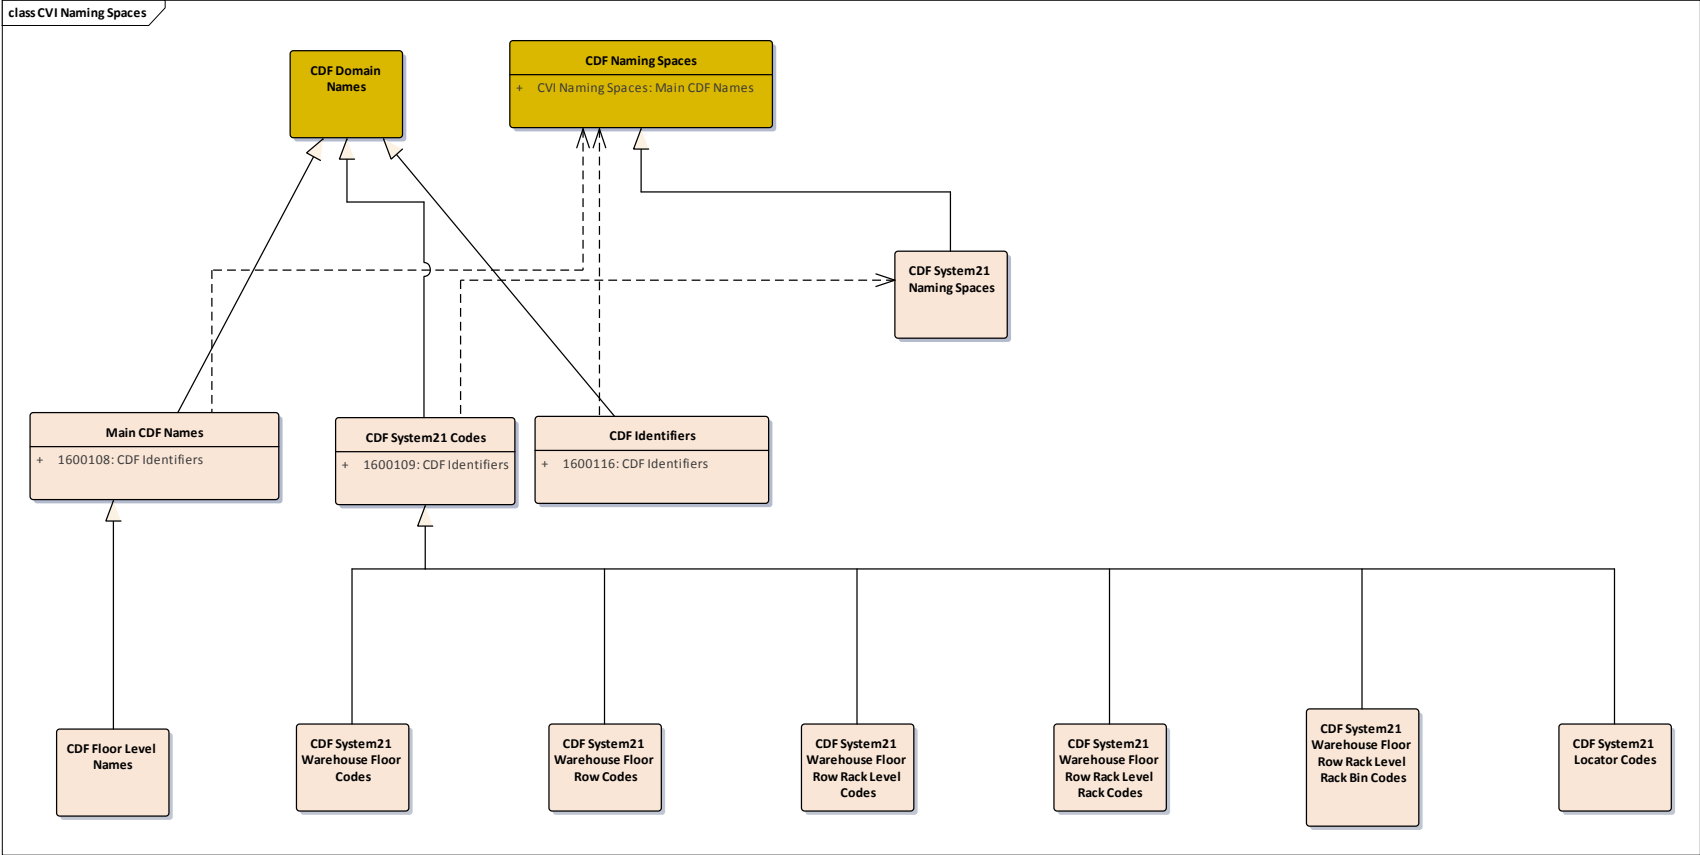 class CVI Naming Spaces
CDF Domain
Names
CDF Naming Spaces
+ CVI Naming Spaces: Main CDF Names
CDF System21
Naming Spaces
Main CDF Names
+ 1600108: CDF Identifiers
CDF System21 Codes
+ 1600109: CDF Identifiers
CDF Identifiers
+ 1600116: CDF Identifiers
CDF Floor Level
Names
CDF System21
Warehouse Floor
Codes
CDF System21
Warehouse Floor
Row Codes
CDF System21
Warehouse Floor
Row Rack Level
Codes
CDF System21
Warehouse Floor
Row Rack Level
Rack Codes
CDF System21
Warehouse Floor
Row Rack Level
Rack Bin Codes
CDF System21
Locator Codes